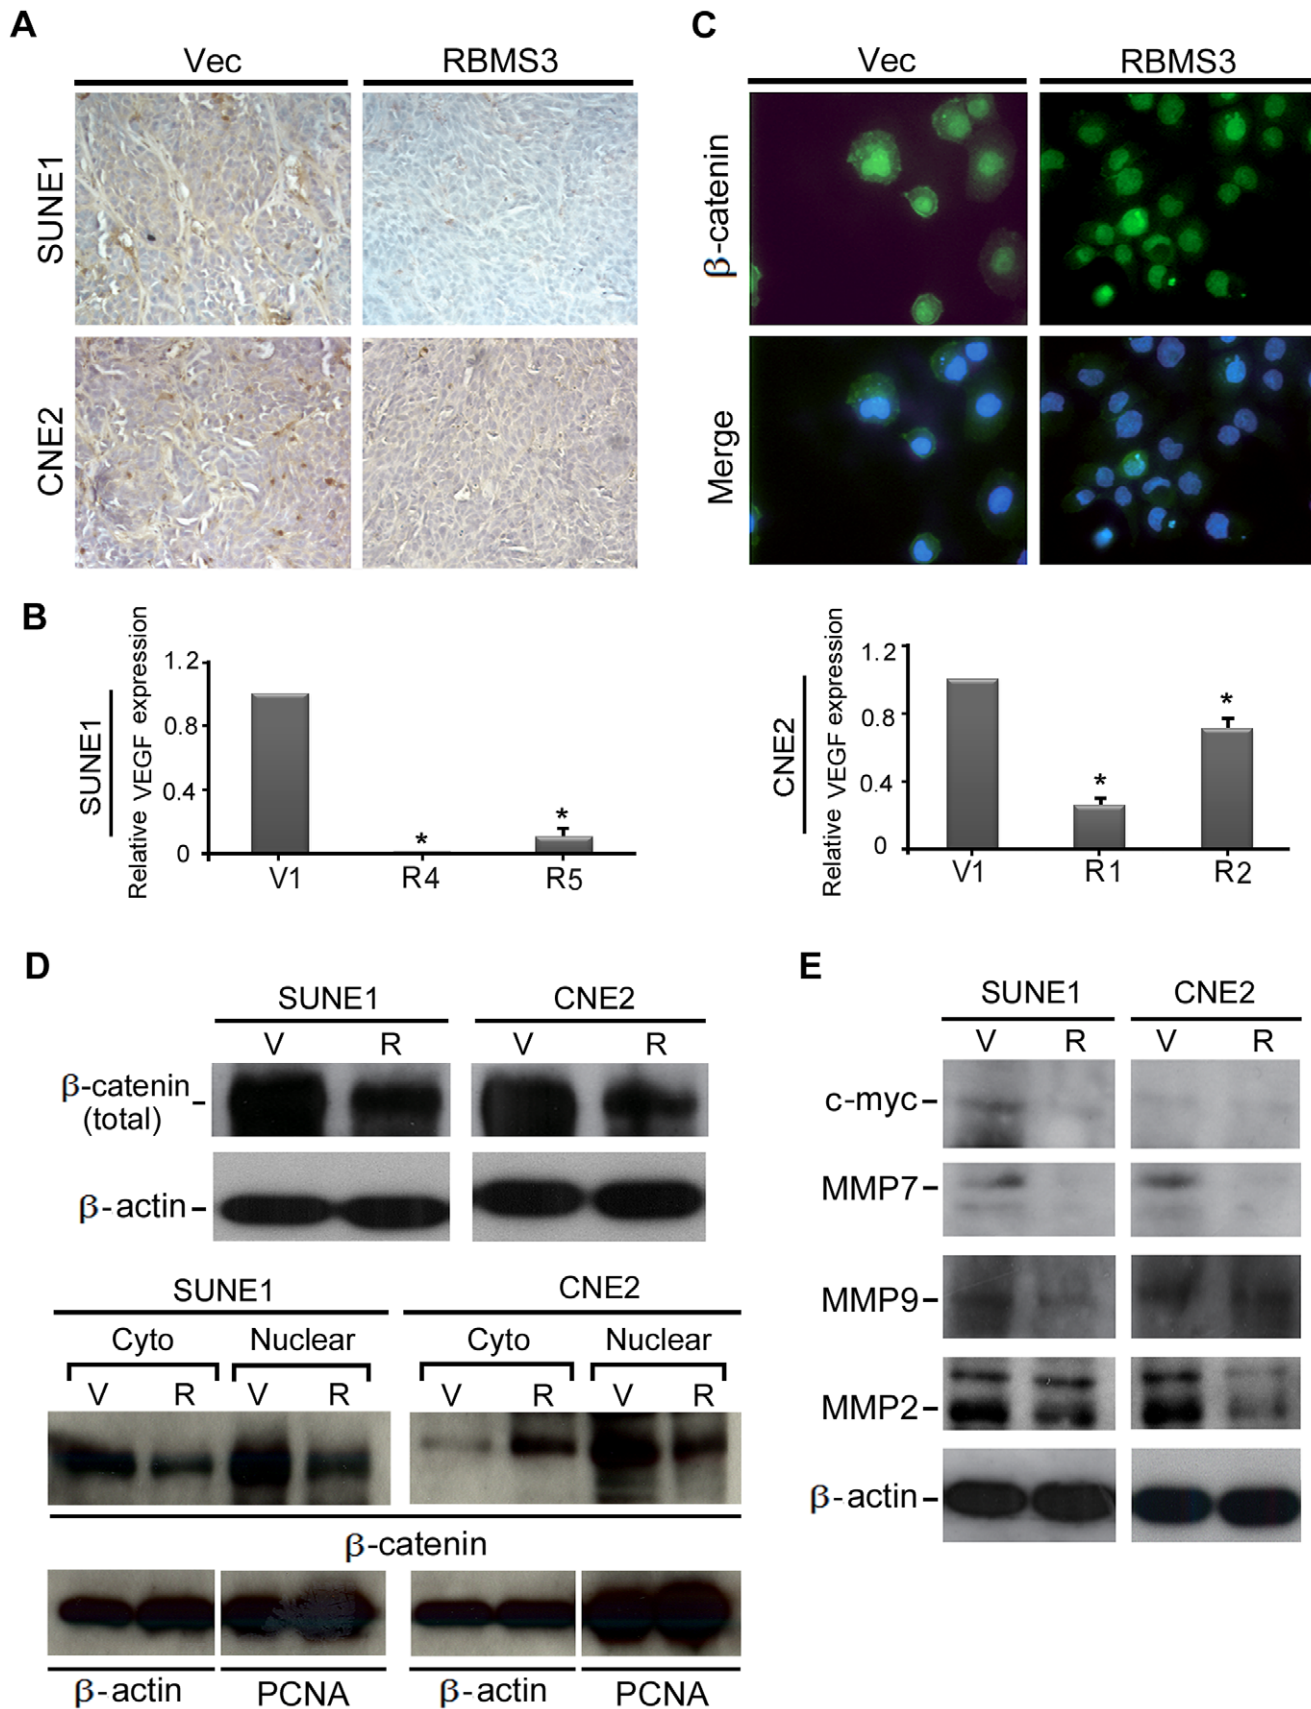 A
Vec RBMS3
SUNE1
CNE2
C
Vec RBMS3
β-catenin
Merge
B
SUNE1
Relative VEGF expression
1.2
0.8
0.4
0
V1 R4 R5
* *
CNE2
Relative VEGF expression
1.2
0.8
0.4
0
V1 R1 R2
* *
D
SUNE1 CNE2
V R V R
β-catenin
(total)
β-actin
SUNE1 CNE2
Cyto Nuclear Cyto Nuclear
V R V R V R V R
β-catenin
β-actin PCNA β-actin PCNA
E
SUNE1 CNE2
V R V R
c-myc
MMP7
MMP9
MMP2
β-actin